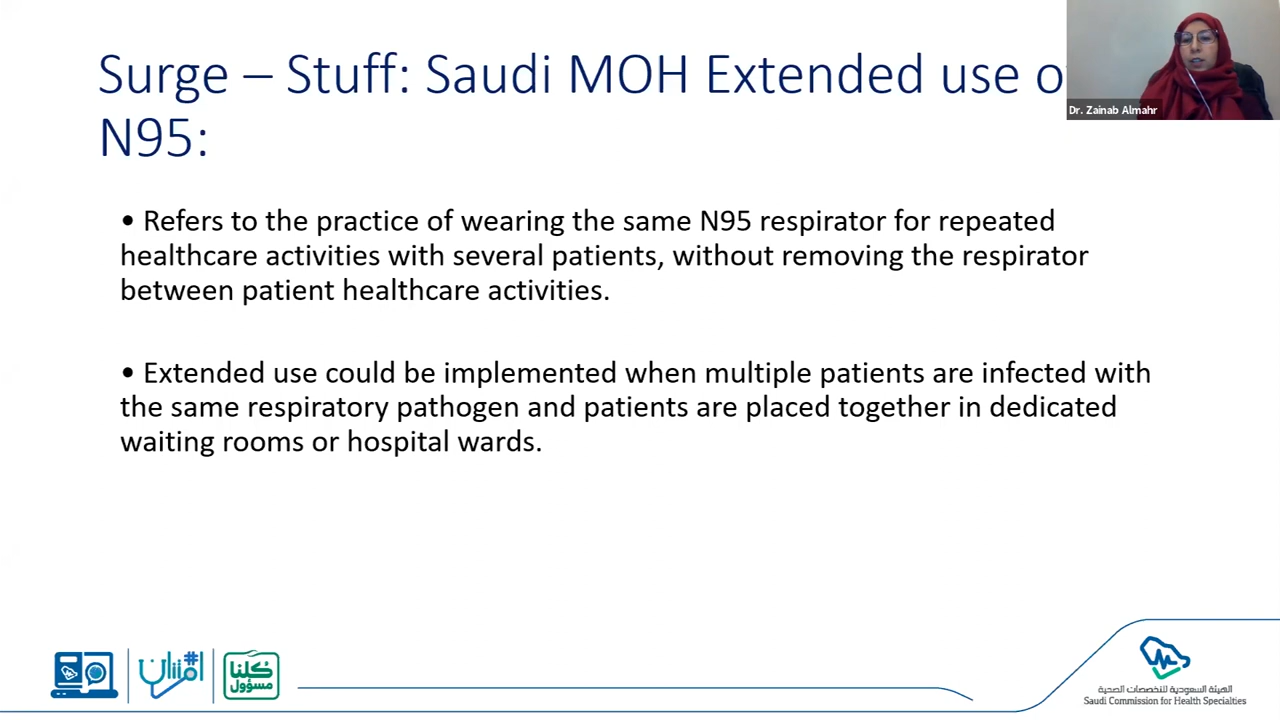 Surge – Stuff: Saudi MOH Extended use o
N95:
Dr. Zainab Almahr
• Refers to the practice of wearing the same N95 respirator for repeated
healthcare activities with several patients, without removing the respirator
between patient healthcare activities.
• Extended use could be implemented when multiple patients are infected with
the same respiratory pathogen and patients are placed together in dedicated
waiting rooms or hospital wards.
#امتنان
كلنا
مسؤول
الهيئة السعودية للتخصصات الصحية
Saudi Commission for Health Specialties